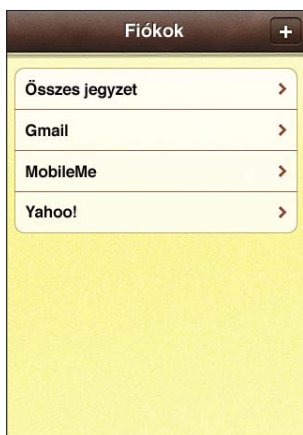 Fiókok +
Összes jegyzet
Gmail
MobileMe
Yahoo!